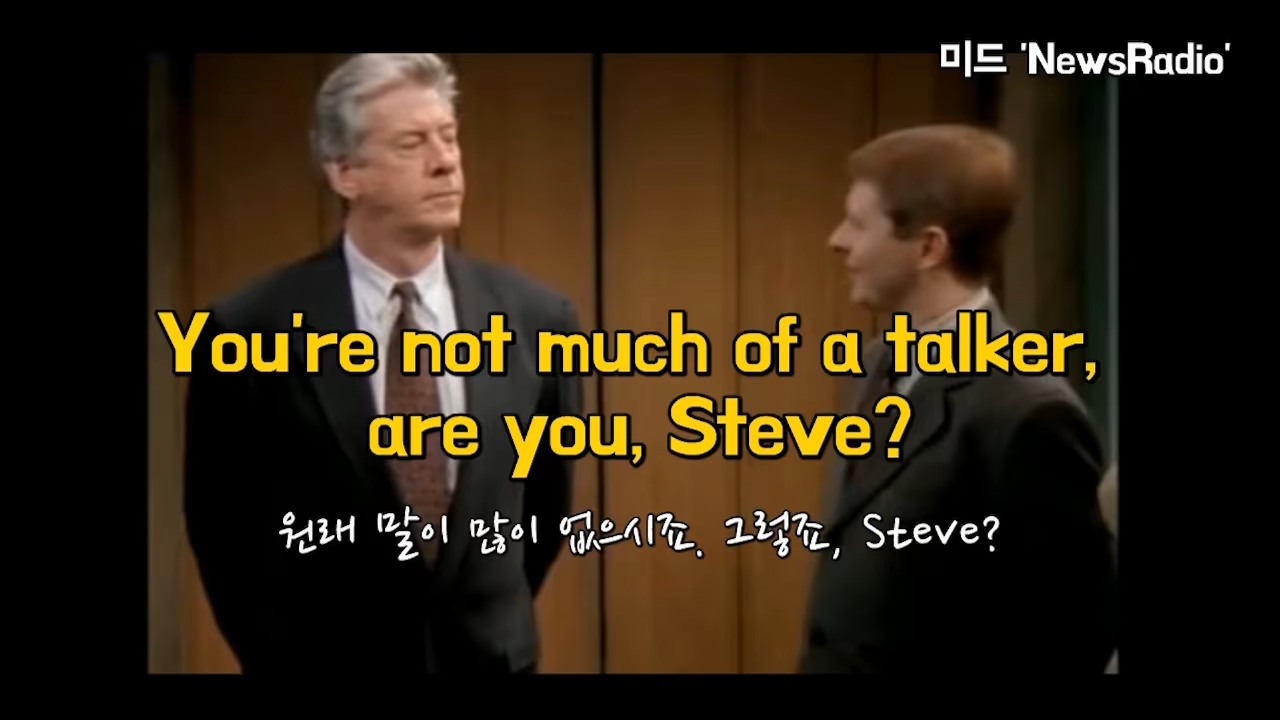 미드 'NewsRadio'
You're not much of a talker,
are you, Steve?
원래 말이 많이 없으시죠. 그렇죠, Steve?